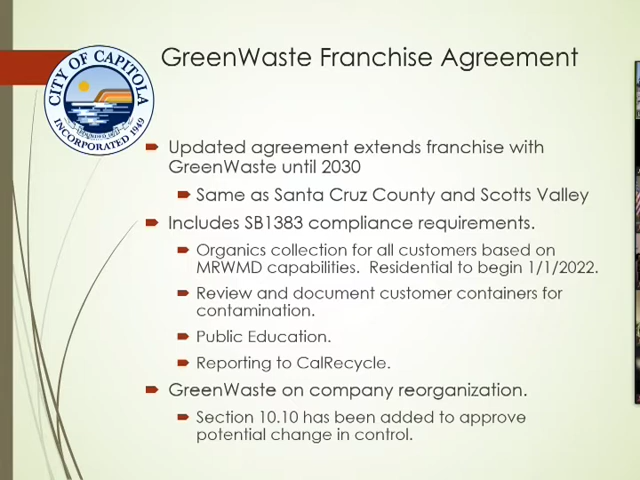 GreenWaste Franchise Agreement
CITY OF CAPITOLA
INCORPORATED 1949
Updated agreement extends franchise with
GreenWaste until 2030
Same as Santa Cruz County and Scotts Valley
Includes SB1383 compliance requirements.
Organics collection for all customers based on
MRWMD capabilities. Residential to begin 1/1/2022.
Review and document customer containers for
contamination.
Public Education.
Reporting to CalRecycle.
GreenWaste on company reorganization.
Section 10.10 has been added to approve
potential change in control.